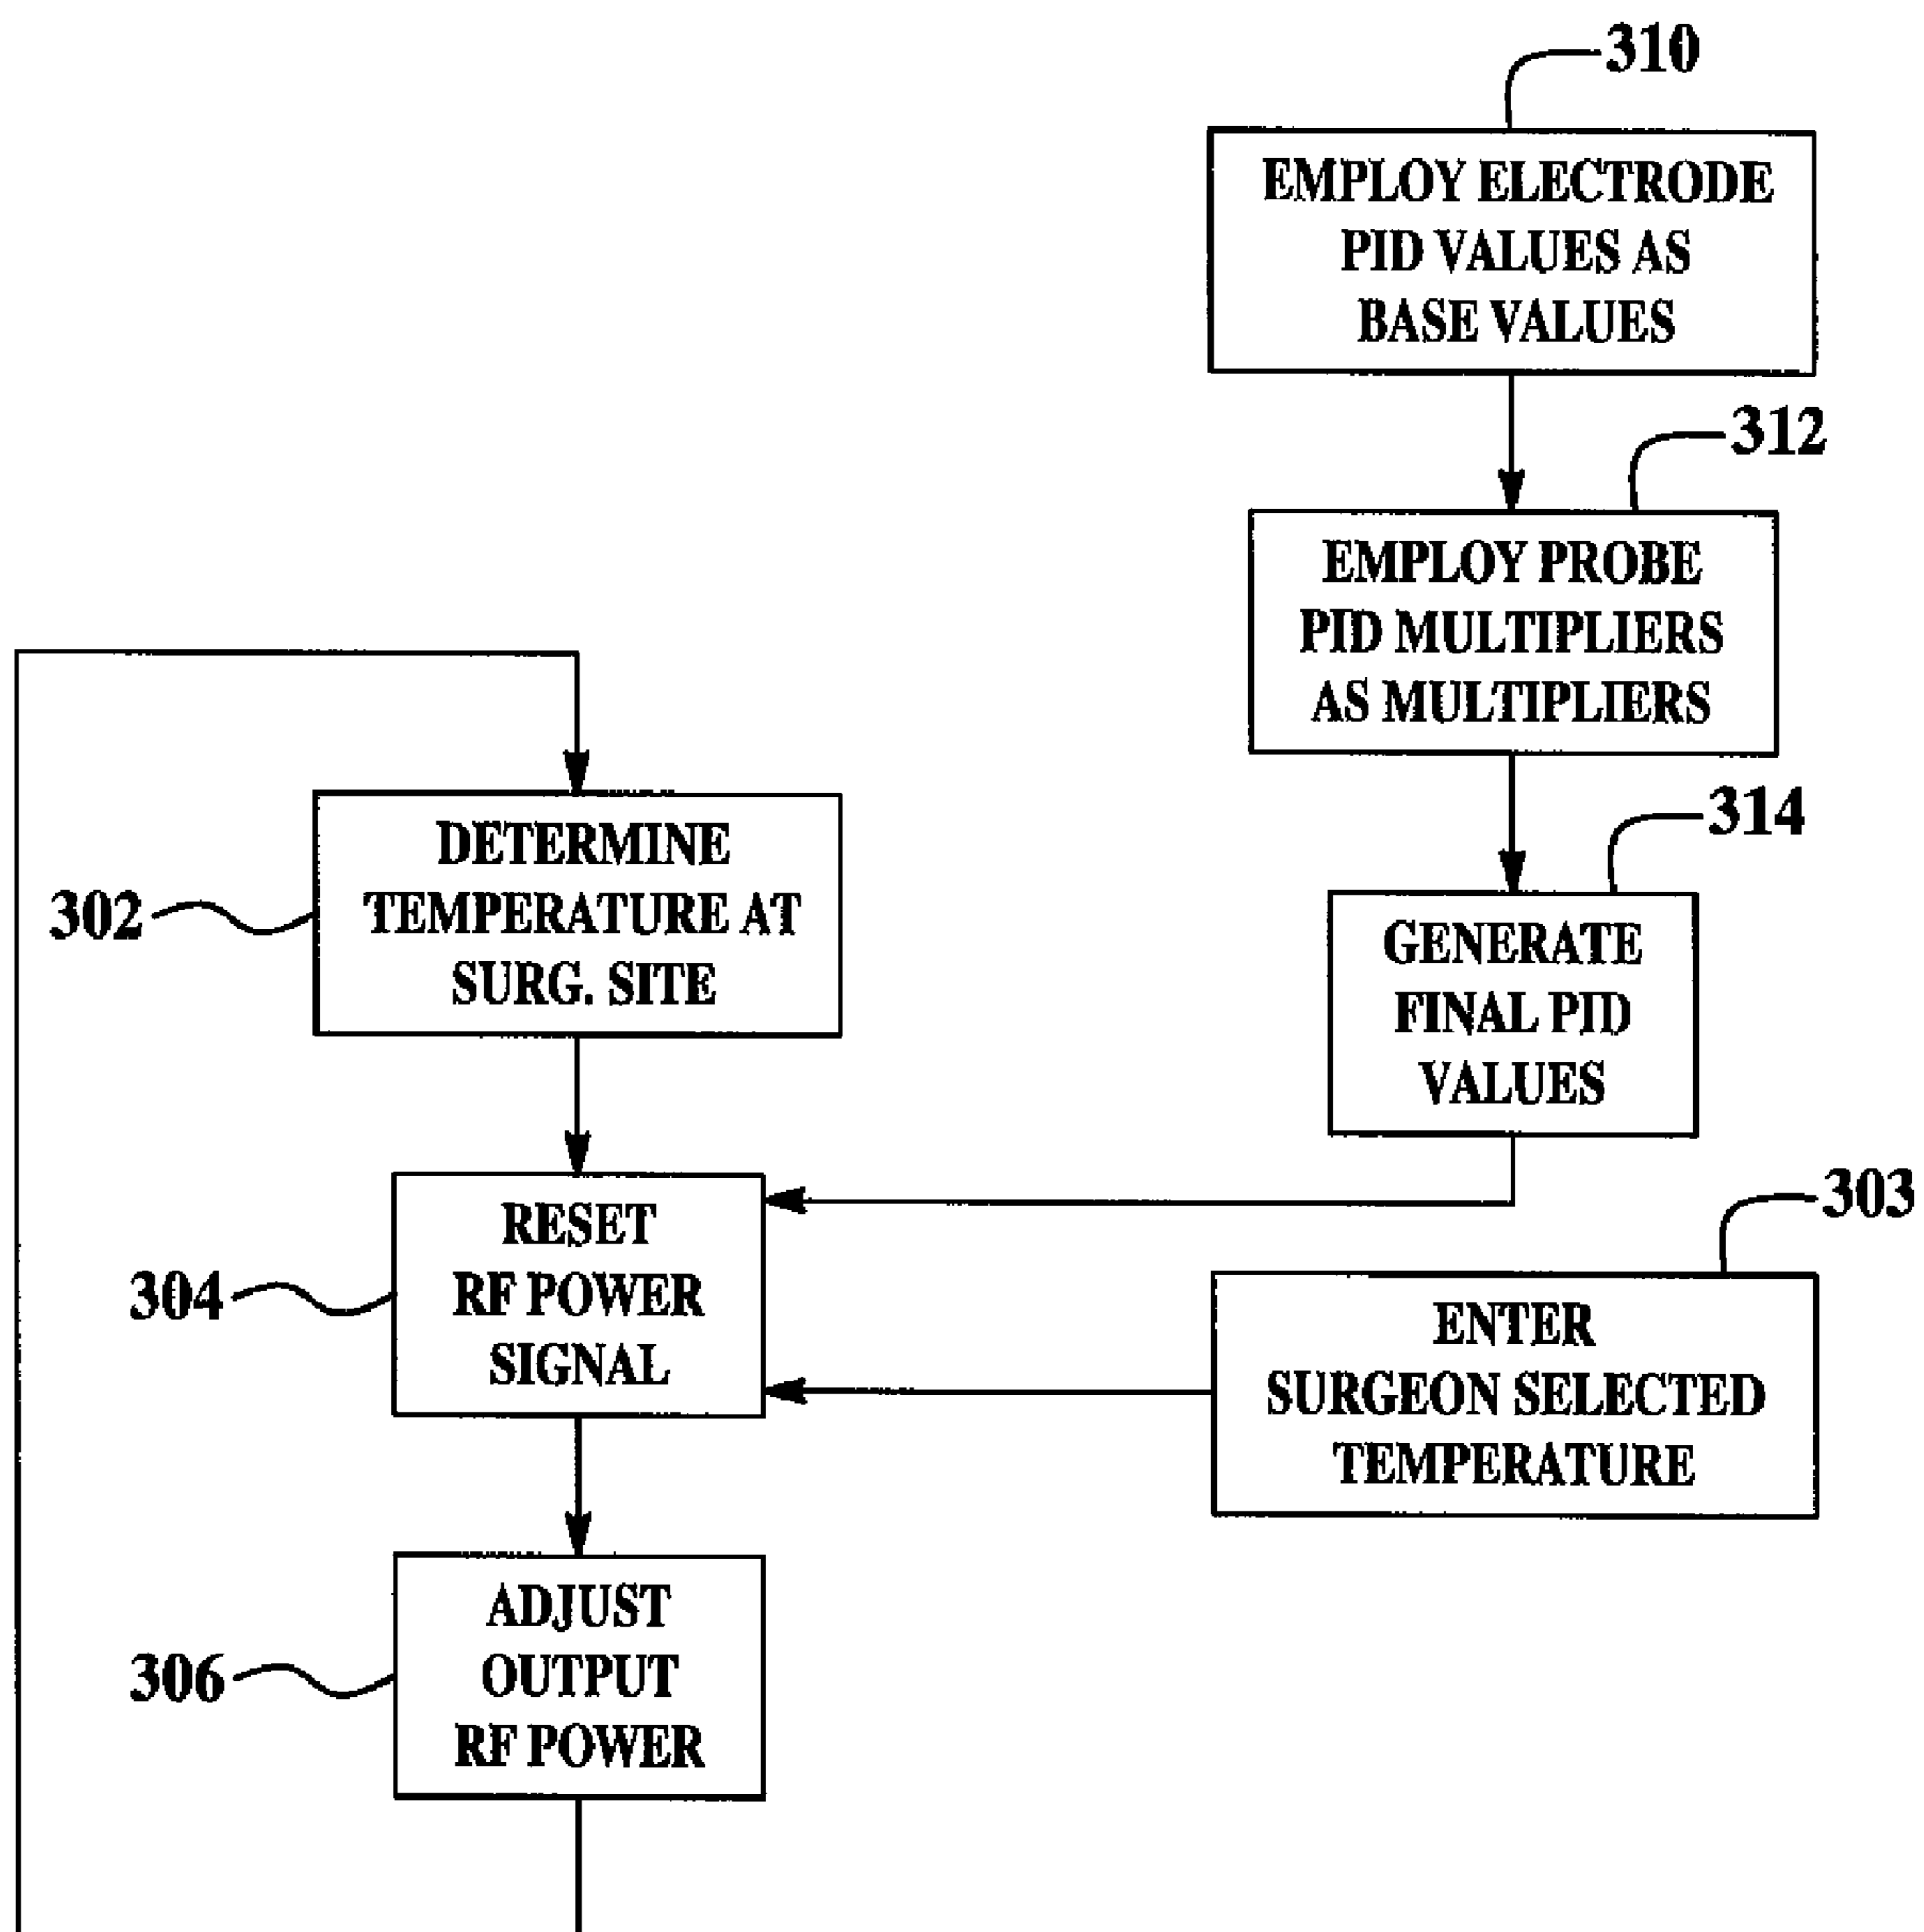 310
EMPLOY ELECTRODE
PID VALUES AS
BASE VALUES
312
EMPLOY PROBE
PID MULTIPLIERS
AS MULTIPLIERS
314
GENERATE
FINAL PID
VALUES
302
DETERMINE
TEMPERATURE AT
SURG. SITE
304
RESET
RF POWER
SIGNAL
303
ENTER
SURGEON SELECTED
TEMPERATURE
306
ADJUST
OUTPUT
RF POWER